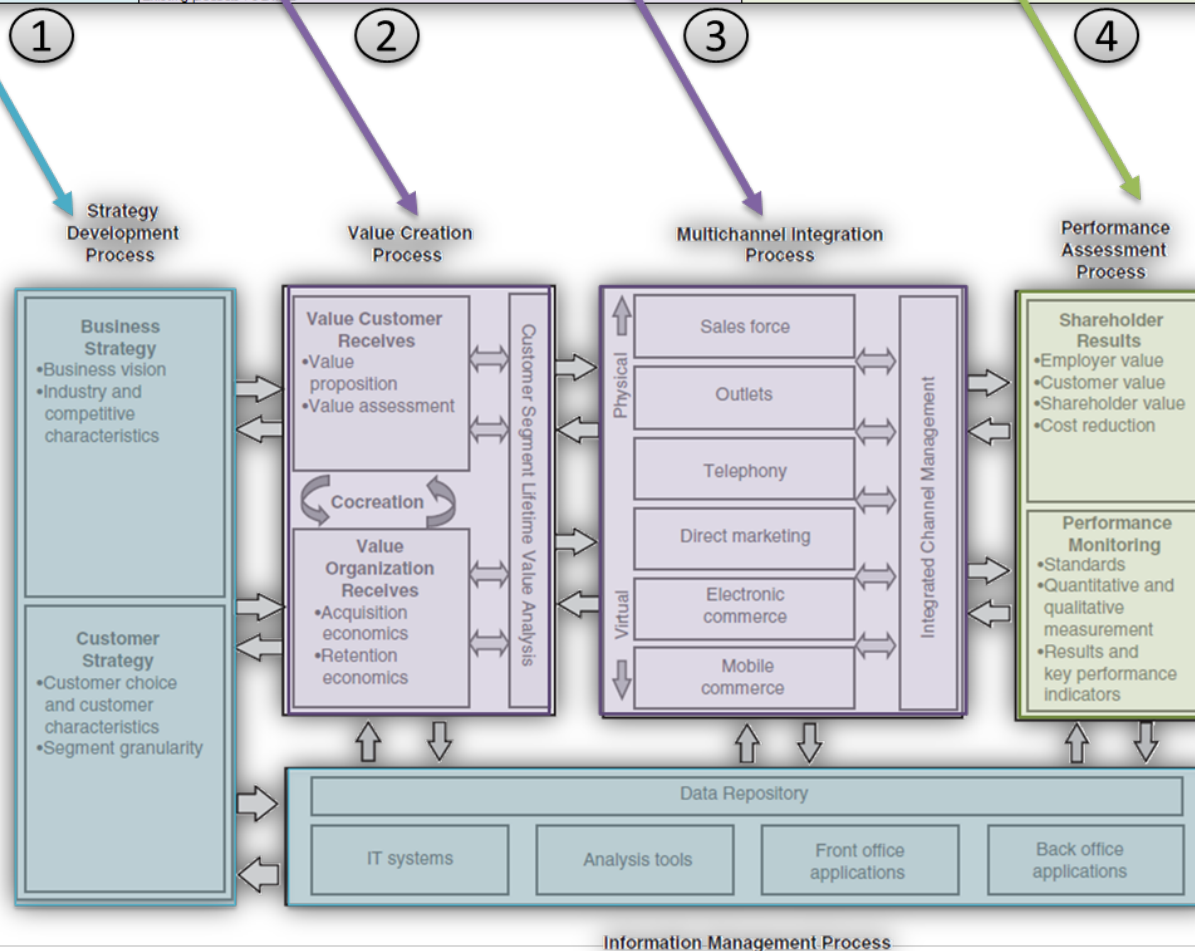 1
2
3
4
Strategy
Development
Process
Value Creation
Process
Multichannel Integration
Process
Performance
Assessment
Process
Business
Strategy
•Business vision
•Industry and
competitive
characteristics
Customer
Strategy
•Customer choice
and customer
characteristics
•Segment granularity
Value Customer
Receives
•Value
proposition
•Value assessment
Cocreation
Value
Organization
Receives
•Acquisition
economics
•Retention
economics
Customer Segment Lifetime Value Analysis
Physical
Virtual
Sales force
Outlets
Telephony
Direct marketing
Electronic
commerce
Mobile
commerce
Integrated Channel Management
Shareholder
Results
•Employer value
•Customer value
•Shareholder value
•Cost reduction
Performance
Monitoring
•Standards
•Quantitative and
qualitative
measurement
•Results and
key performance
indicators
Data Repository
IT systems
Analysis tools
Front office
applications
Back office
applications
Information Management Process